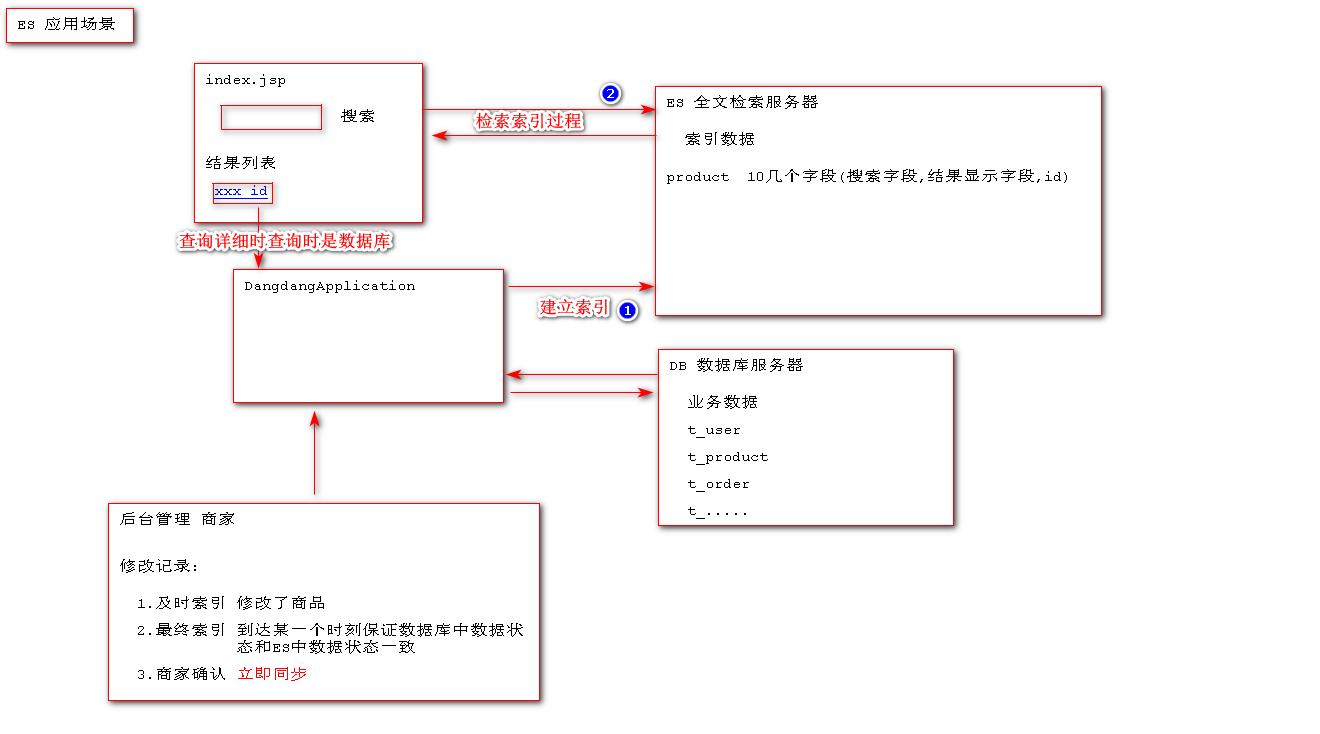 ES 应用场景
index.jsp
搜索
结果列表
xxx id
查询详细时查询时是数据库
2
检索索引过程
ES 全文检索服务器
索引数据
product 10几个字段(搜索字段,结果显示字段,id)
DangdangApplication
建立索引 1
DB 数据库服务器
业务数据
t_user
t_product
t_order
t_.....
后台管理 商家
修改记录:
1.及时索引 修改了商品
2.最终索引 到达某一个时刻保证数据库中数据状
态和ES中数据状态一致
3.商家确认 立即同步